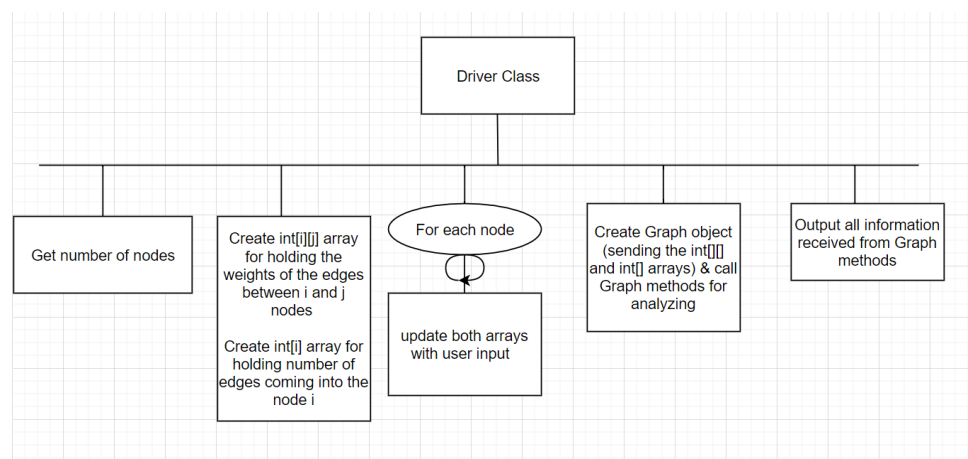 Driver Class
Get number of nodes
Create int[i][j] array
for holding the
weights of the edges
between i and j
nodes
Create int[i] array for
holding number of
edges coming into the
node i
For each node
update both arrays
with user input
Create Graph object
(sending the int[][]
and int[] arrays) & call
Graph methods for
analyzing
Output all information
received from Graph
methods